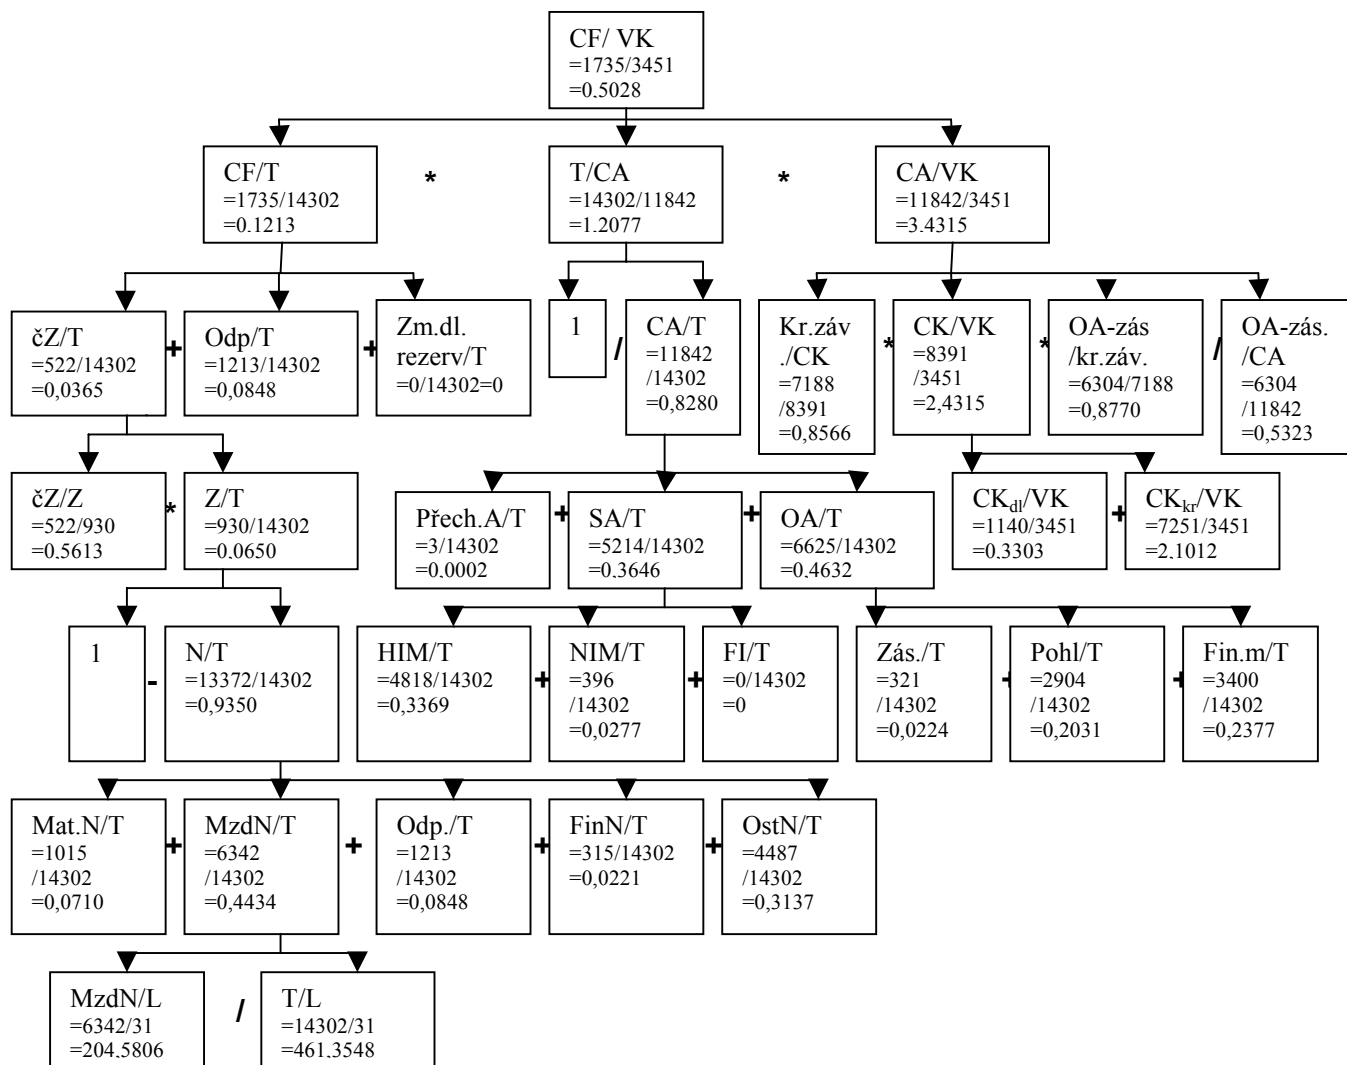 CF/ VK
=1735/3451
=0,5028
CF/T
=1735/14302
=0,1213
*
T/CA
=14302/11842
=1,2077
*
CA/VK
=11842/3451
=3,4315
čZ/T
=522/14302
=0,0365
+
Odp/T
=1213/14302
=0,0848
+
Zm.dl.
rezerv/T
=0/14302=0
1
/
CA/T
=11842
/14302
=0,8280
Kr.záv
./CK
=7188
/8391
=0,8566
*
CK/VK
=8391
/3451
=2,4315
*
OA-zás
/kr.záv.
=6304/7188
=0,8770
/
OA-zás.
/CA
=6304
/11842
=0,5323
čZ/Z
=522/930
=0,5613
*
Z/T
=930/14302
=0,0650
Přech.A/T
=3/14302
=0,0002
+
SA/T
=5214/14302
=0,3646
+
OA/T
=6625/14302
=0,4632
CKdl/VK
=1140/3451
=0,3303
+
CKkr/VK
=7251/3451
=2,1012
1
-
N/T
=13372/14302
=0,9350
HIM/T
=4818/14302
=0,3369
+
NIM/T
=396
/14302
=0,0277
+
FI/T
=0/14302
=0
Zás./T
=321
/14302
=0,0224
+
Pohl/T
=2904
/14302
=0,2031
+
Fin.m/T
=3400
/14302
=0,2377
Mat.N/T
=1015
/14302
=0,0710
+
MzdN/T
=6342
/14302
=0,4434
+
Odp./T
=1213
/14302
=0,0848
+
FinN/T
=315/14302
=0,0221
+
OstN/T
=4487
/14302
=0,3137
MzdN/L
=6342/31
=204,5806
/
T/L
=14302/31
=461,3548